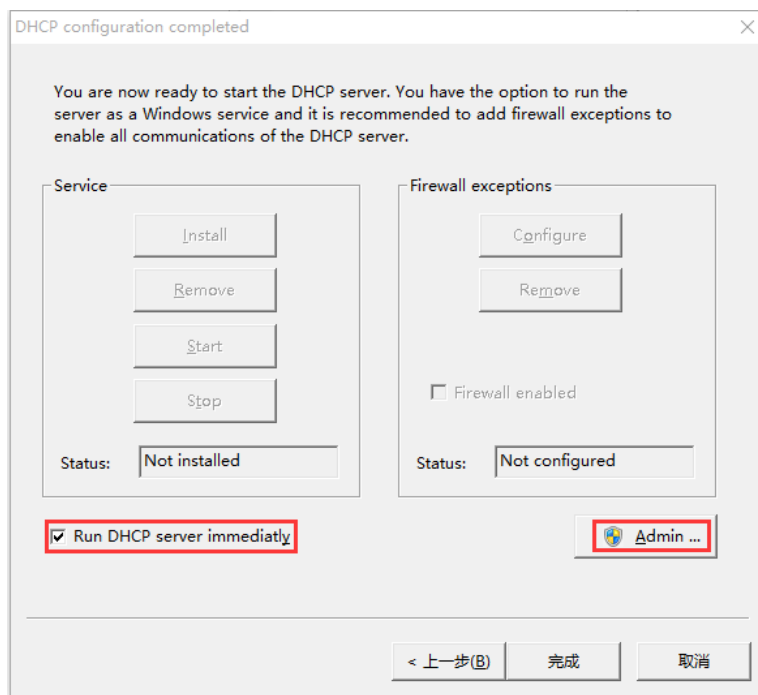 DHCP configuration completed
You are now ready to start the DHCP server. You have the option to run the
server as a Windows service and it is recommended to add firewall exceptions to
enable all communications of the DHCP server.
Service
Install
Remove
Start
Stop
Status: Not installed
Firewall exceptions
Configure
Remove
Firewall enabled
Status: Not configured
Run DHCP server immediatly
Admin ...
< 上一步(B)
完成
取消